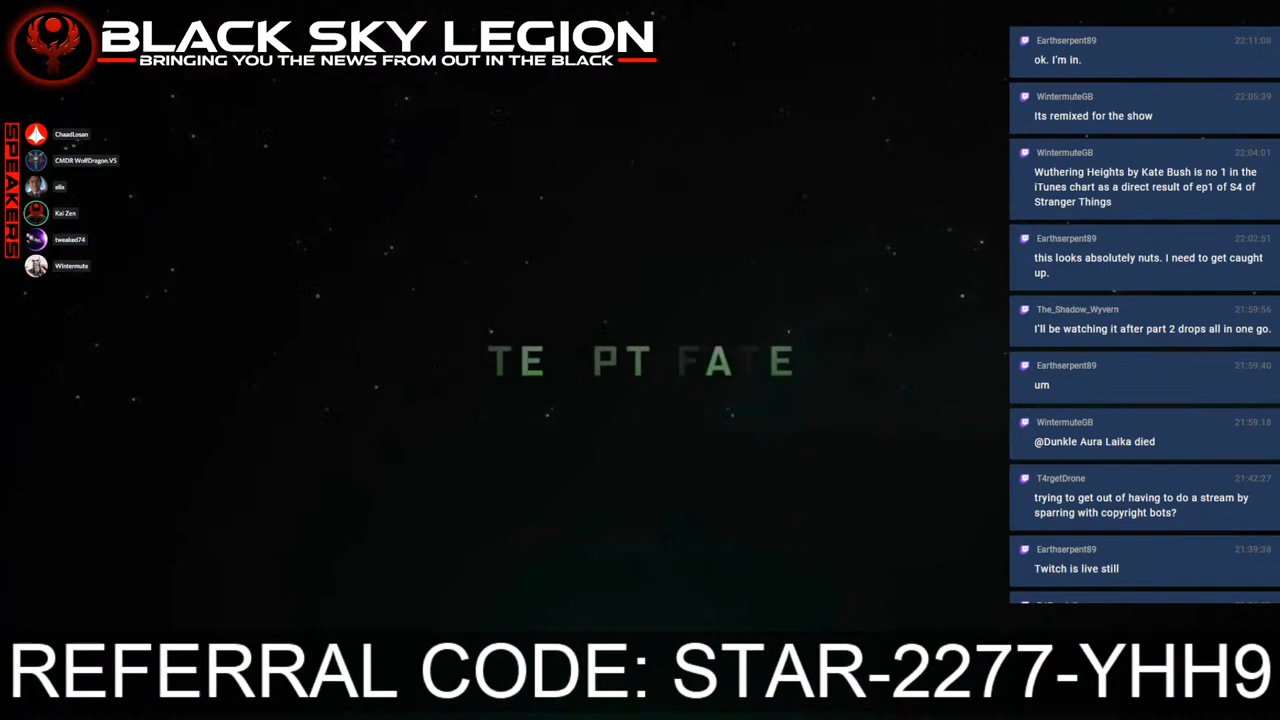 BLACK SKY LEGION
BRINGING YOU THE NEWS FROM OUT IN THE BLACK
SPEAKERS
ChaadLosan
CMDR WolfDragon.VS
elix
Kai Zen
tweaked74
Wintermute
TE PT FATE
Earthserpent89 22:11:08
ok. I'm in.
WintermuteGB 22:05:39
Its remixed for the show
WintermuteGB 22:04:01
Wuthering Heights by Kate Bush is no 1 in the
iTunes chart as a direct result of ep1 of S4 of
Stranger Things
Earthserpent89 22:02:51
this looks absolutely nuts. I need to get caught
up.
The_Shadow_Wyvern 21:59:56
I'll be watching it after part 2 drops all in one go.
Earthserpent89 21:59:40
um
WintermuteGB 21:59:18
@Dunkle Aura Laika died
T4rgetDrone 21:42:27
trying to get out of having to do a stream by
sparring with copyright bots?
Earthserpent89 21:39:38
Twitch is live still
REFERRAL CODE: STAR-2277-YHH9